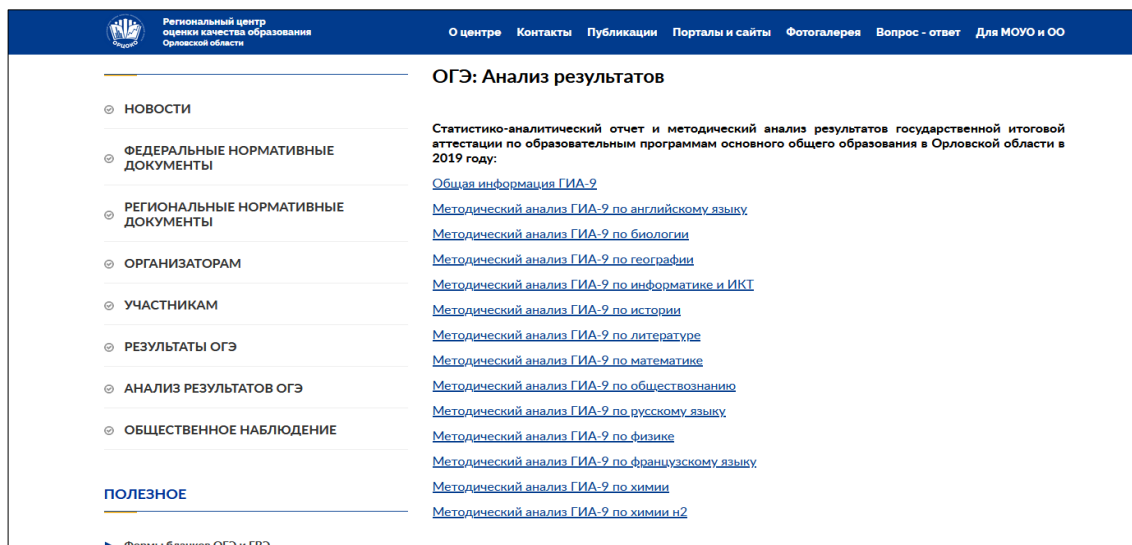 Региональный центр
оценки качества образования
Орловской области
ОРЦОКО
О центре Контакты Публикации Порталы и сайты Фотогалерея Вопрос - ответ Для МОУО и ОО
НОВОСТИ
ФЕДЕРАЛЬНЫЕ НОРМАТИВНЫЕ
ДОКУМЕНТЫ
РЕГИОНАЛЬНЫЕ НОРМАТИВНЫЕ
ДОКУМЕНТЫ
ОРГАНИЗАТОРАМ
УЧАСТНИКАМ
РЕЗУЛЬТАТЫ ОГЭ
АНАЛИЗ РЕЗУЛЬТАТОВ ОГЭ
ОБЩЕСТВЕННОЕ НАБЛЮДЕНИЕ
ПОЛЕЗНОЕ
Формы бланков ОГЭ и ГВЭ
ОГЭ: Анализ результатов
Статистико-аналитический отчет и методический анализ результатов государственной итоговой
аттестации по образовательным программам основного общего образования в Орловской области в
2019 году:
Общая информация ГИА-9
Методический анализ ГИА-9 по английскому языку
Методический анализ ГИА-9 по биологии
Методический анализ ГИА-9 по географии
Методический анализ ГИА-9 по информатике и ИКТ
Методический анализ ГИА-9 по истории
Методический анализ ГИА-9 по литературе
Методический анализ ГИА-9 по математике
Методический анализ ГИА-9 по обществознанию
Методический анализ ГИА-9 по русскому языку
Методический анализ ГИА-9 по физике
Методический анализ ГИА-9 по французскому языку
Методический анализ ГИА-9 по химии
Методический анализ ГИА-9 по химии н2